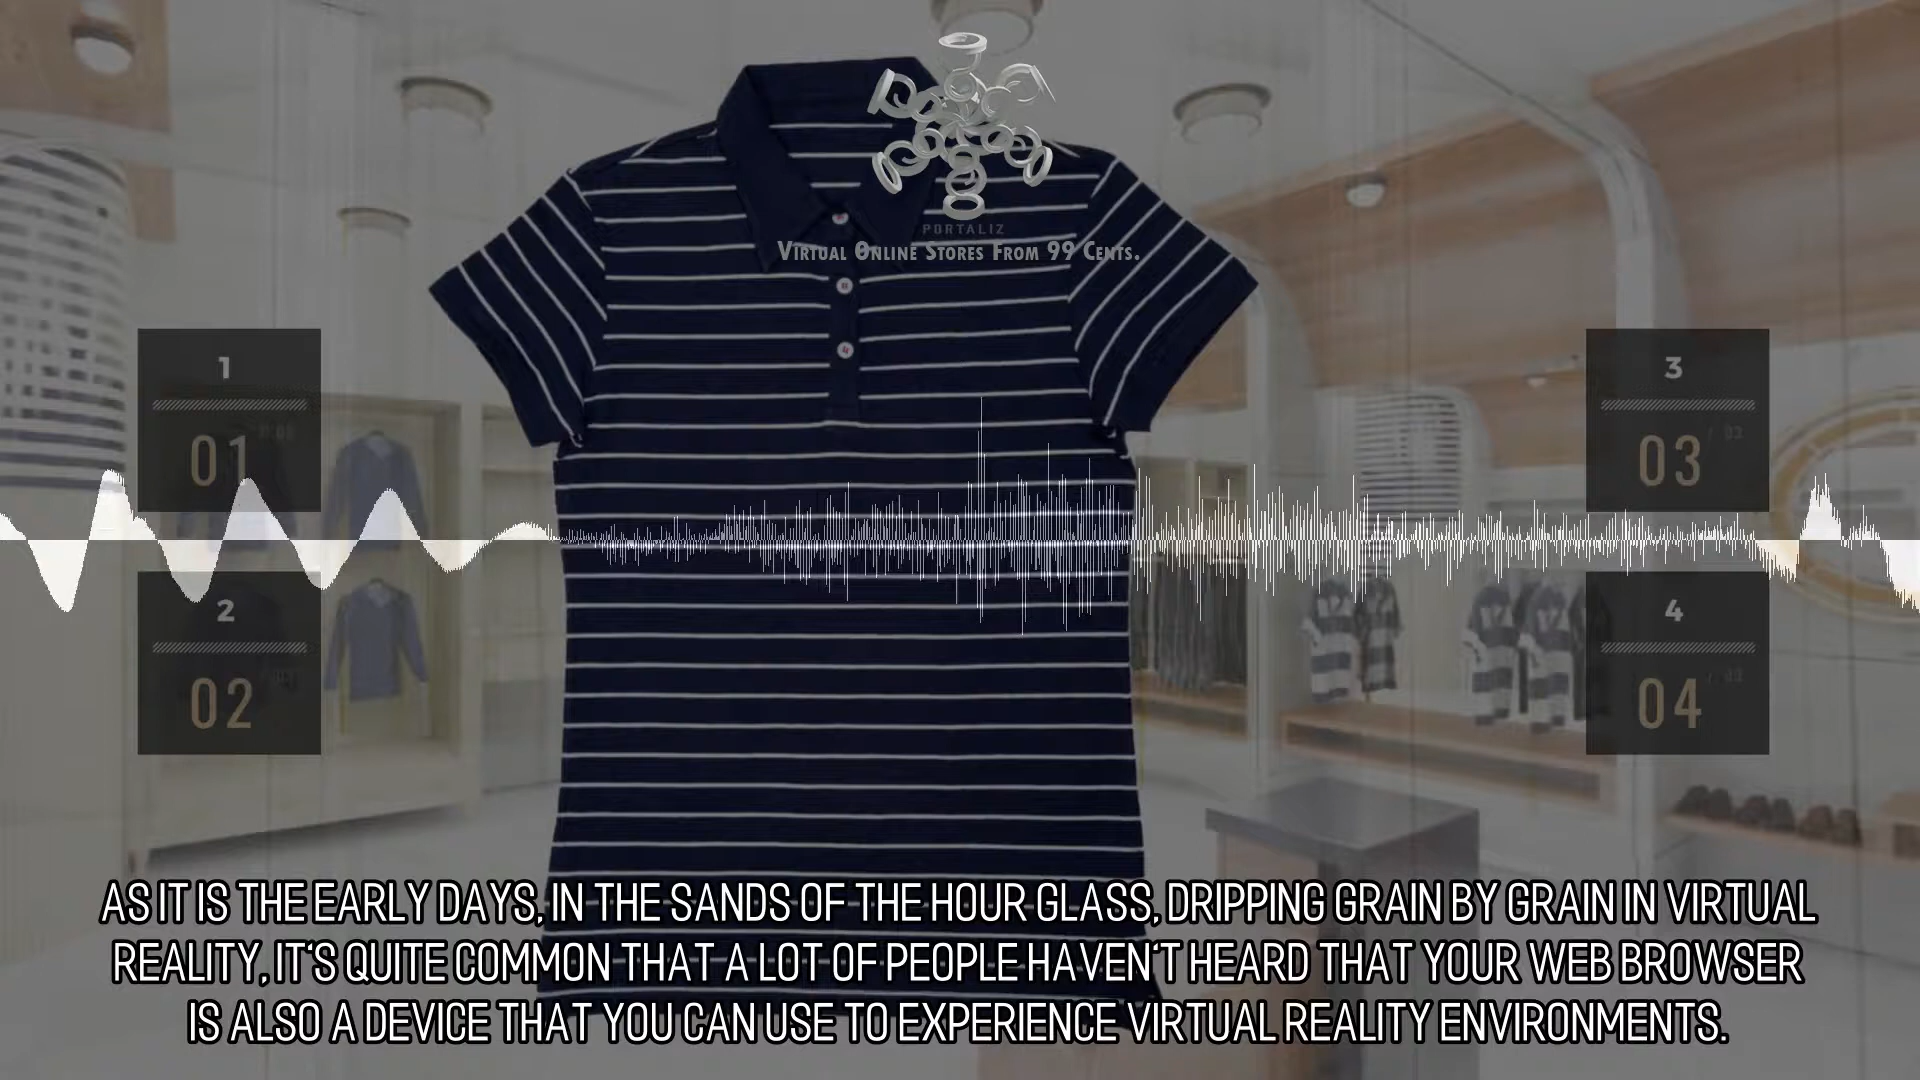 PORTALIZ
VIRTUAL ONLINE STORES FROM 99 CENTS.
1
01
2
02
3
03
4
04
AS IT IS THE EARLY DAYS, IN THE SANDS OF THE HOUR GLASS, DRIPPING GRAIN BY GRAIN IN VIRTUAL
REALITY, IT'S QUITE COMMON THAT A LOT OF PEOPLE HAVEN'T HEARD THAT YOUR WEB BROWSER
IS ALSO A DEVICE THAT YOU CAN USE TO EXPERIENCE VIRTUAL REALITY ENVIRONMENTS.